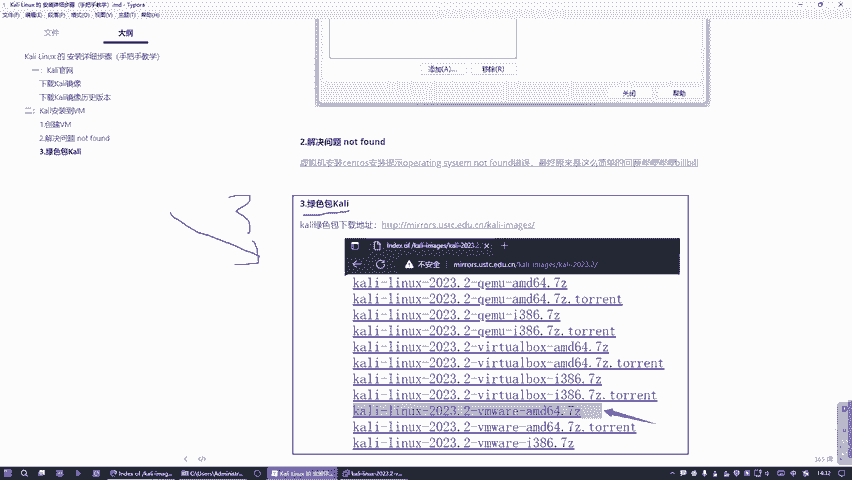 Kali Linux 的 安装详细步骤（手把手教学）.md - Typora
文件(F) 编辑(E) 段落(P) 格式(O) 视图(V) 主题(T) 帮助(H)
文件
大纲
Kali Linux 的 安装详细步骤（手把手教学）
一：Kali官网
下载Kali镜像
下载Kali镜像历史版本
二：Kali安装到VM
1.创建VM
2.解决问题 not found
3.绿色包Kali
添加(A)...
移除(R)
关闭
帮助
2.解决问题 not found
虚拟机安装centos安装提示operating system not found错误，最终原来是这么简单的问题
3.绿色包Kali
kali绿色包下载地址：http://mirrors.ustc.edu.cn/kali-images/
Index of /kali-images/kali-2023.2
不安全
mirrors.ustc.edu.cn/kali-images/kali-2023.2/
kali-linux-2023.2-qemu-amd64.7z
kali-linux-2023.2-qemu-amd64.7z.torrent
kali-linux-2023.2-qemu-i386.7z
kali-linux-2023.2-qemu-i386.7z.torrent
kali-linux-2023.2-virtualbox-amd64.7z
kali-linux-2023.2-virtualbox-amd64.7z.torrent
kali-linux-2023.2-virtualbox-i386.7z
kali-linux-2023.2-virtualbox-i386.7z.torrent
kali-linux-2023.2-vmware-amd64.7z
kali-linux-2023.2-vmware-amd64.7z.torrent
kali-linux-2023.2-vmware-i386.7z
165 词
Index of /kali-imag...
C:\Users\Administr...
Kali Linux 的 安装详...
kali-linux-2023.2-v...
14:32